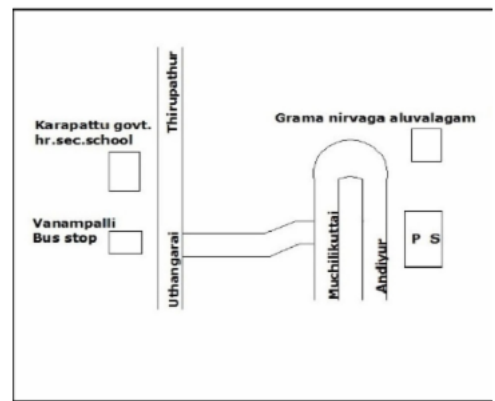 Thirupathur
Karapattu govt.
hr.sec.school
Grama nirvaga aluvalagam
Vanampalli
Bus stop
Uthangarai
Muchilikuttai
Andiyur
P S